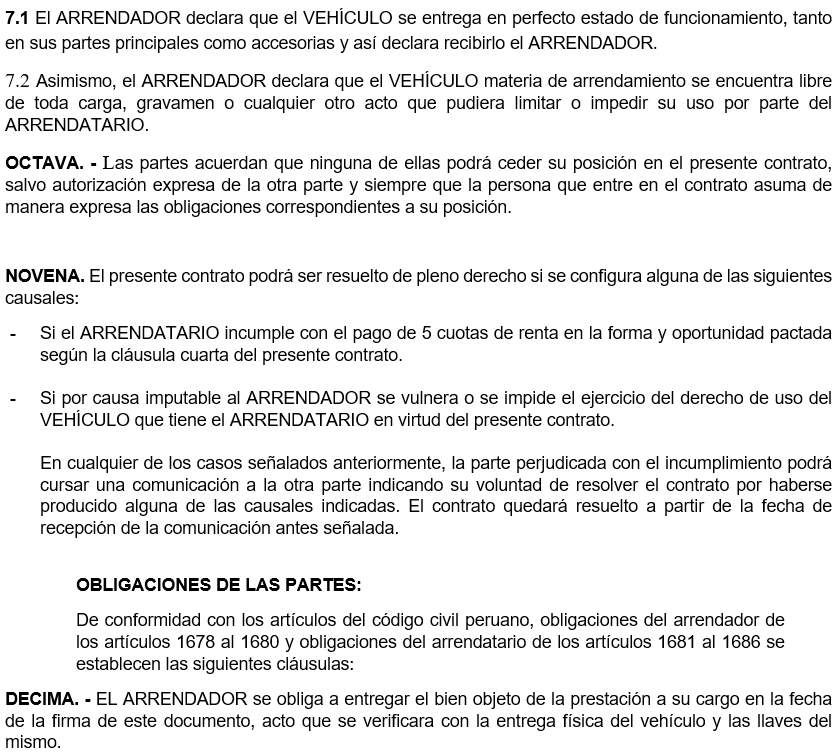 7.1 El ARRENDADOR declara que el VEHÍCULO se entrega en perfecto estado de funcionamiento, tanto
en sus partes principales como accesorias y así declara recibirlo el ARRENDADOR.
7.2 Asimismo, el ARRENDADOR declara que el VEHÍCULO materia de arrendamiento se encuentra libre
de toda carga, gravamen o cualquier otro acto que pudiera limitar o impedir su uso por parte del
ARRENDATARIO.
OCTAVA. - Las partes acuerdan que ninguna de ellas podrá ceder su posición en el presente contrato,
salvo autorización expresa de la otra parte y siempre que la persona que entre en el contrato asuma de
manera expresa las obligaciones correspondientes a su posición.
NOVENA. El presente contrato podrá ser resuelto de pleno derecho si se configura alguna de las siguientes
causales:
- Si el ARRENDATARIO incumple con el pago de 5 cuotas de renta en la forma y oportunidad pactada
según la cláusula cuarta del presente contrato.
- Si por causa imputable al ARRENDADOR se vulnera o se impide el ejercicio del derecho de uso del
VEHÍCULO que tiene el ARRENDATARIO en virtud del presente contrato.
En cualquier de los casos señalados anteriormente, la parte perjudicada con el incumplimiento podrá
cursar una comunicación a la otra parte indicando su voluntad de resolver el contrato por haberse
producido alguna de las causales indicadas. El contrato quedará resuelto a partir de la fecha de
recepción de la comunicación antes señalada.
OBLIGACIONES DE LAS PARTES:
De conformidad con los artículos del código civil peruano, obligaciones del arrendador de
los artículos 1678 al 1680 y obligaciones del arrendatario de los artículos 1681 al 1686 se
establecen las siguientes cláusulas:
DECIMA. - EL ARRENDADOR se obliga a entregar el bien objeto de la prestación a su cargo en la fecha
de la firma de este documento, acto que se verificara con la entrega física del vehículo y las llaves del
mismo.